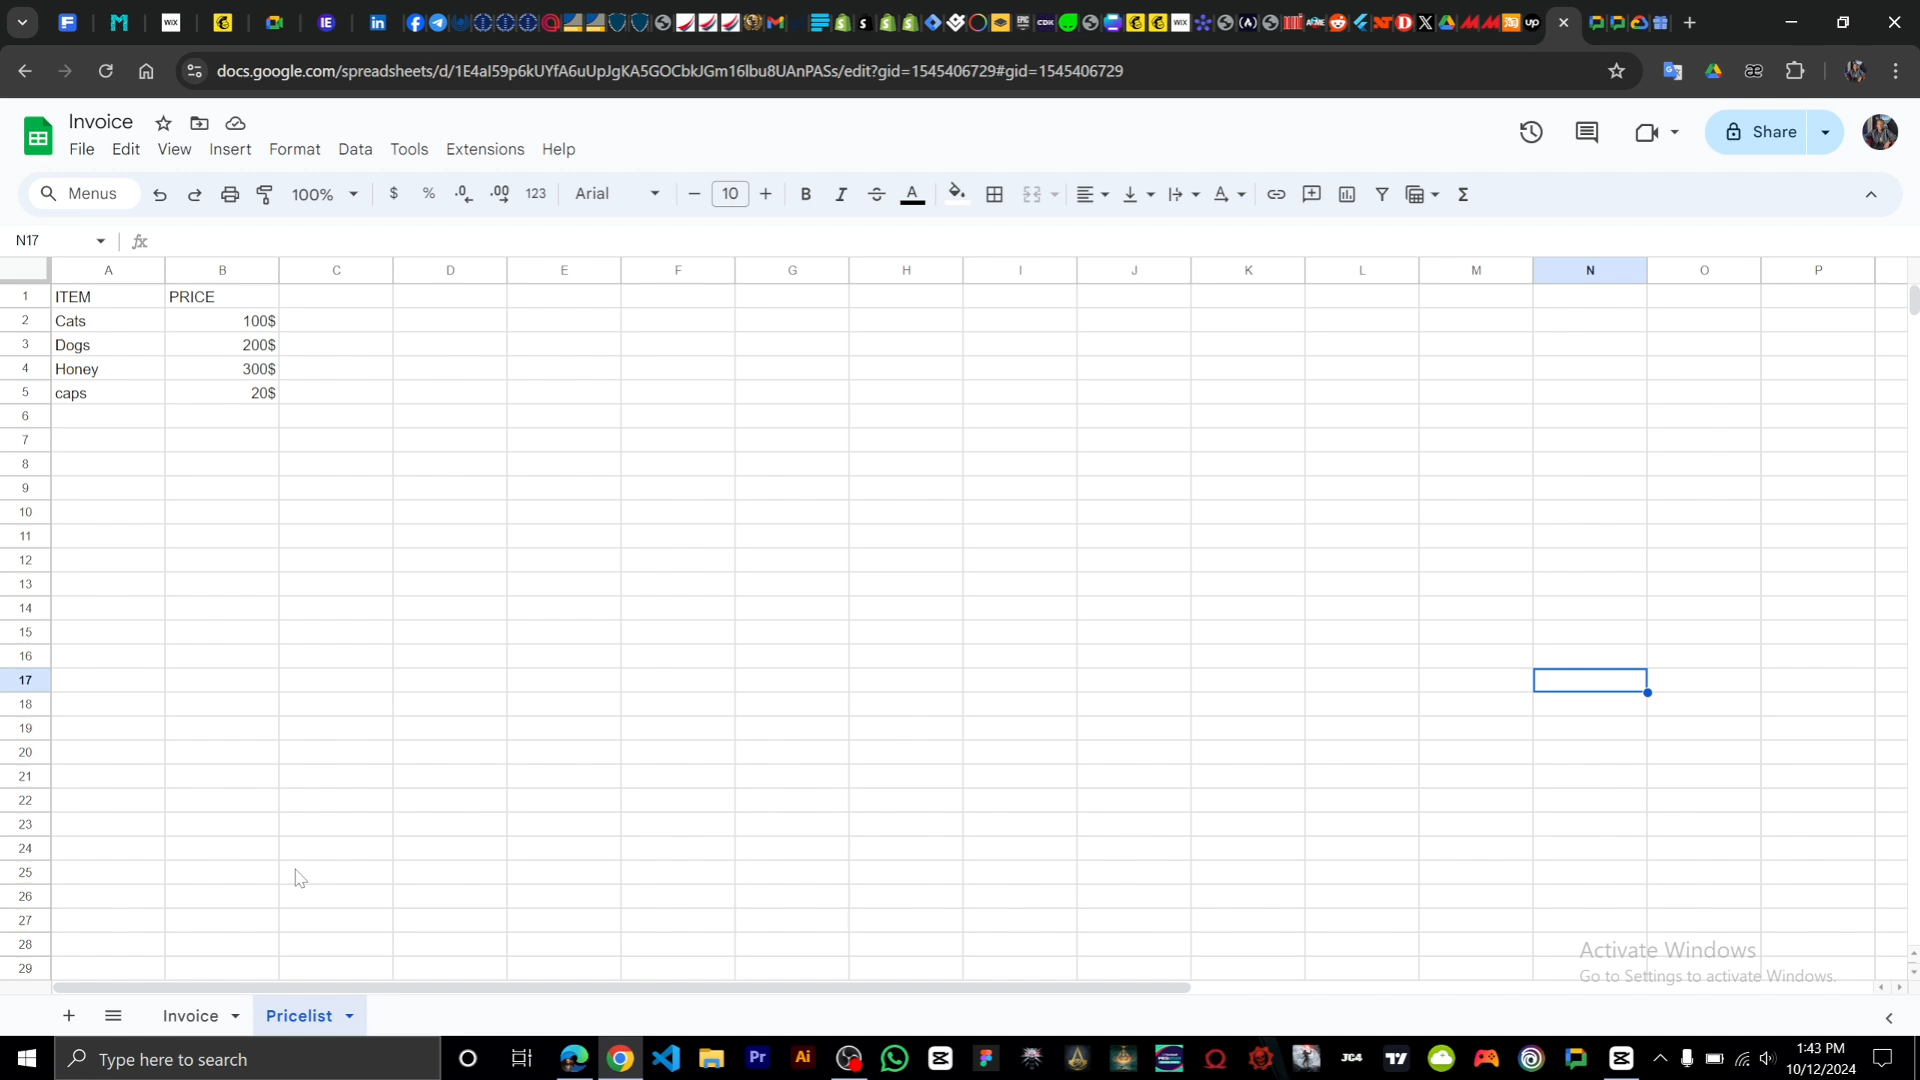 docs.google.com/spreadsheets/d/1E4al59p6kUYfA6uUpJgKA5GOCbkJGm16lbu8UAnPASs/edit?gid=1545406729#gid=1545406729
Invoice
Share
File Edit View Insert Format Data Tools Extensions Help
Menus 100% $ % .0 .00 123 Arial 10 B I A Σ
N17 fx
A B C D E F G H I J K L M N O P
1 ITEM PRICE
2 Cats 100$
3 Dogs 200$
4 Honey 300$
5 caps 20$
6
7
8
9
10
11
12
13
14
15
16
17
18
19
20
21
22
23
24
25
26
27
28
29
Activate Windows
Go to Settings to activate Windows.
Invoice Pricelist
Type here to search
Pr Ai JC4
1:43 PM
10/12/2024